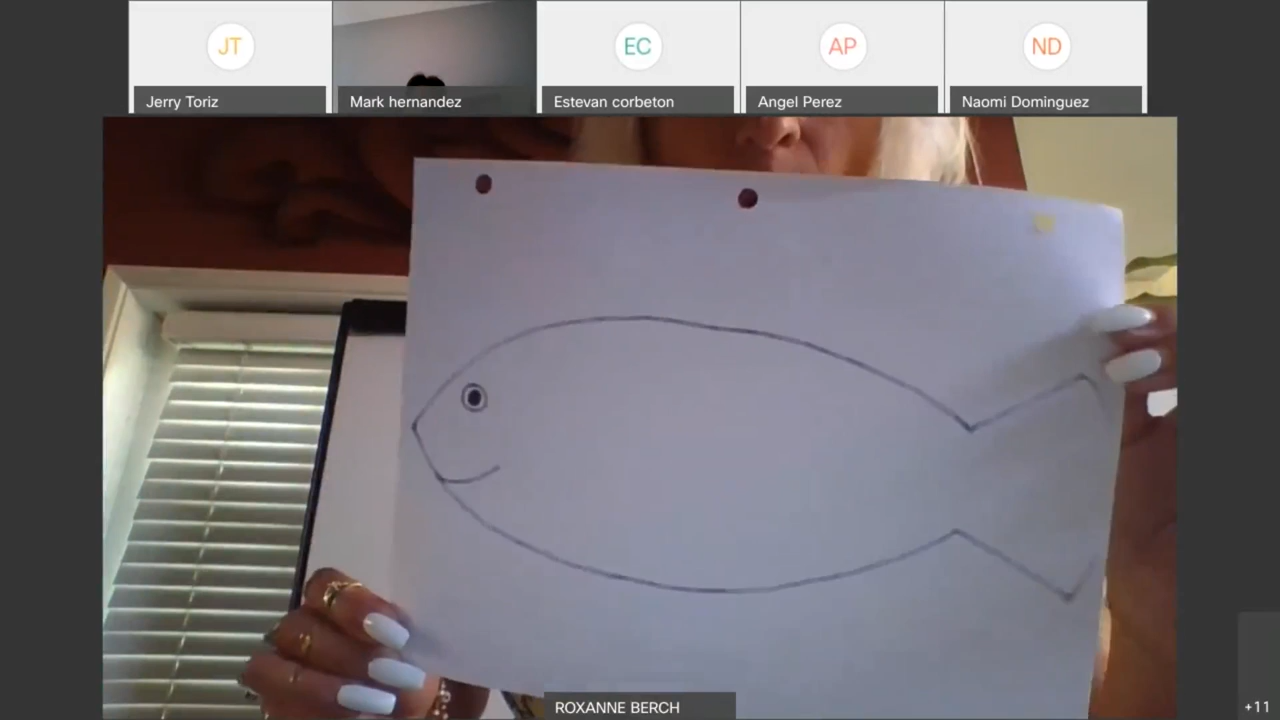 JT
Jerry Toriz
Mark hernandez
EC
Estevan corbeton
AP
Angel Perez
ND
Naomi Dominguez
ROXANNE BERCH
+11